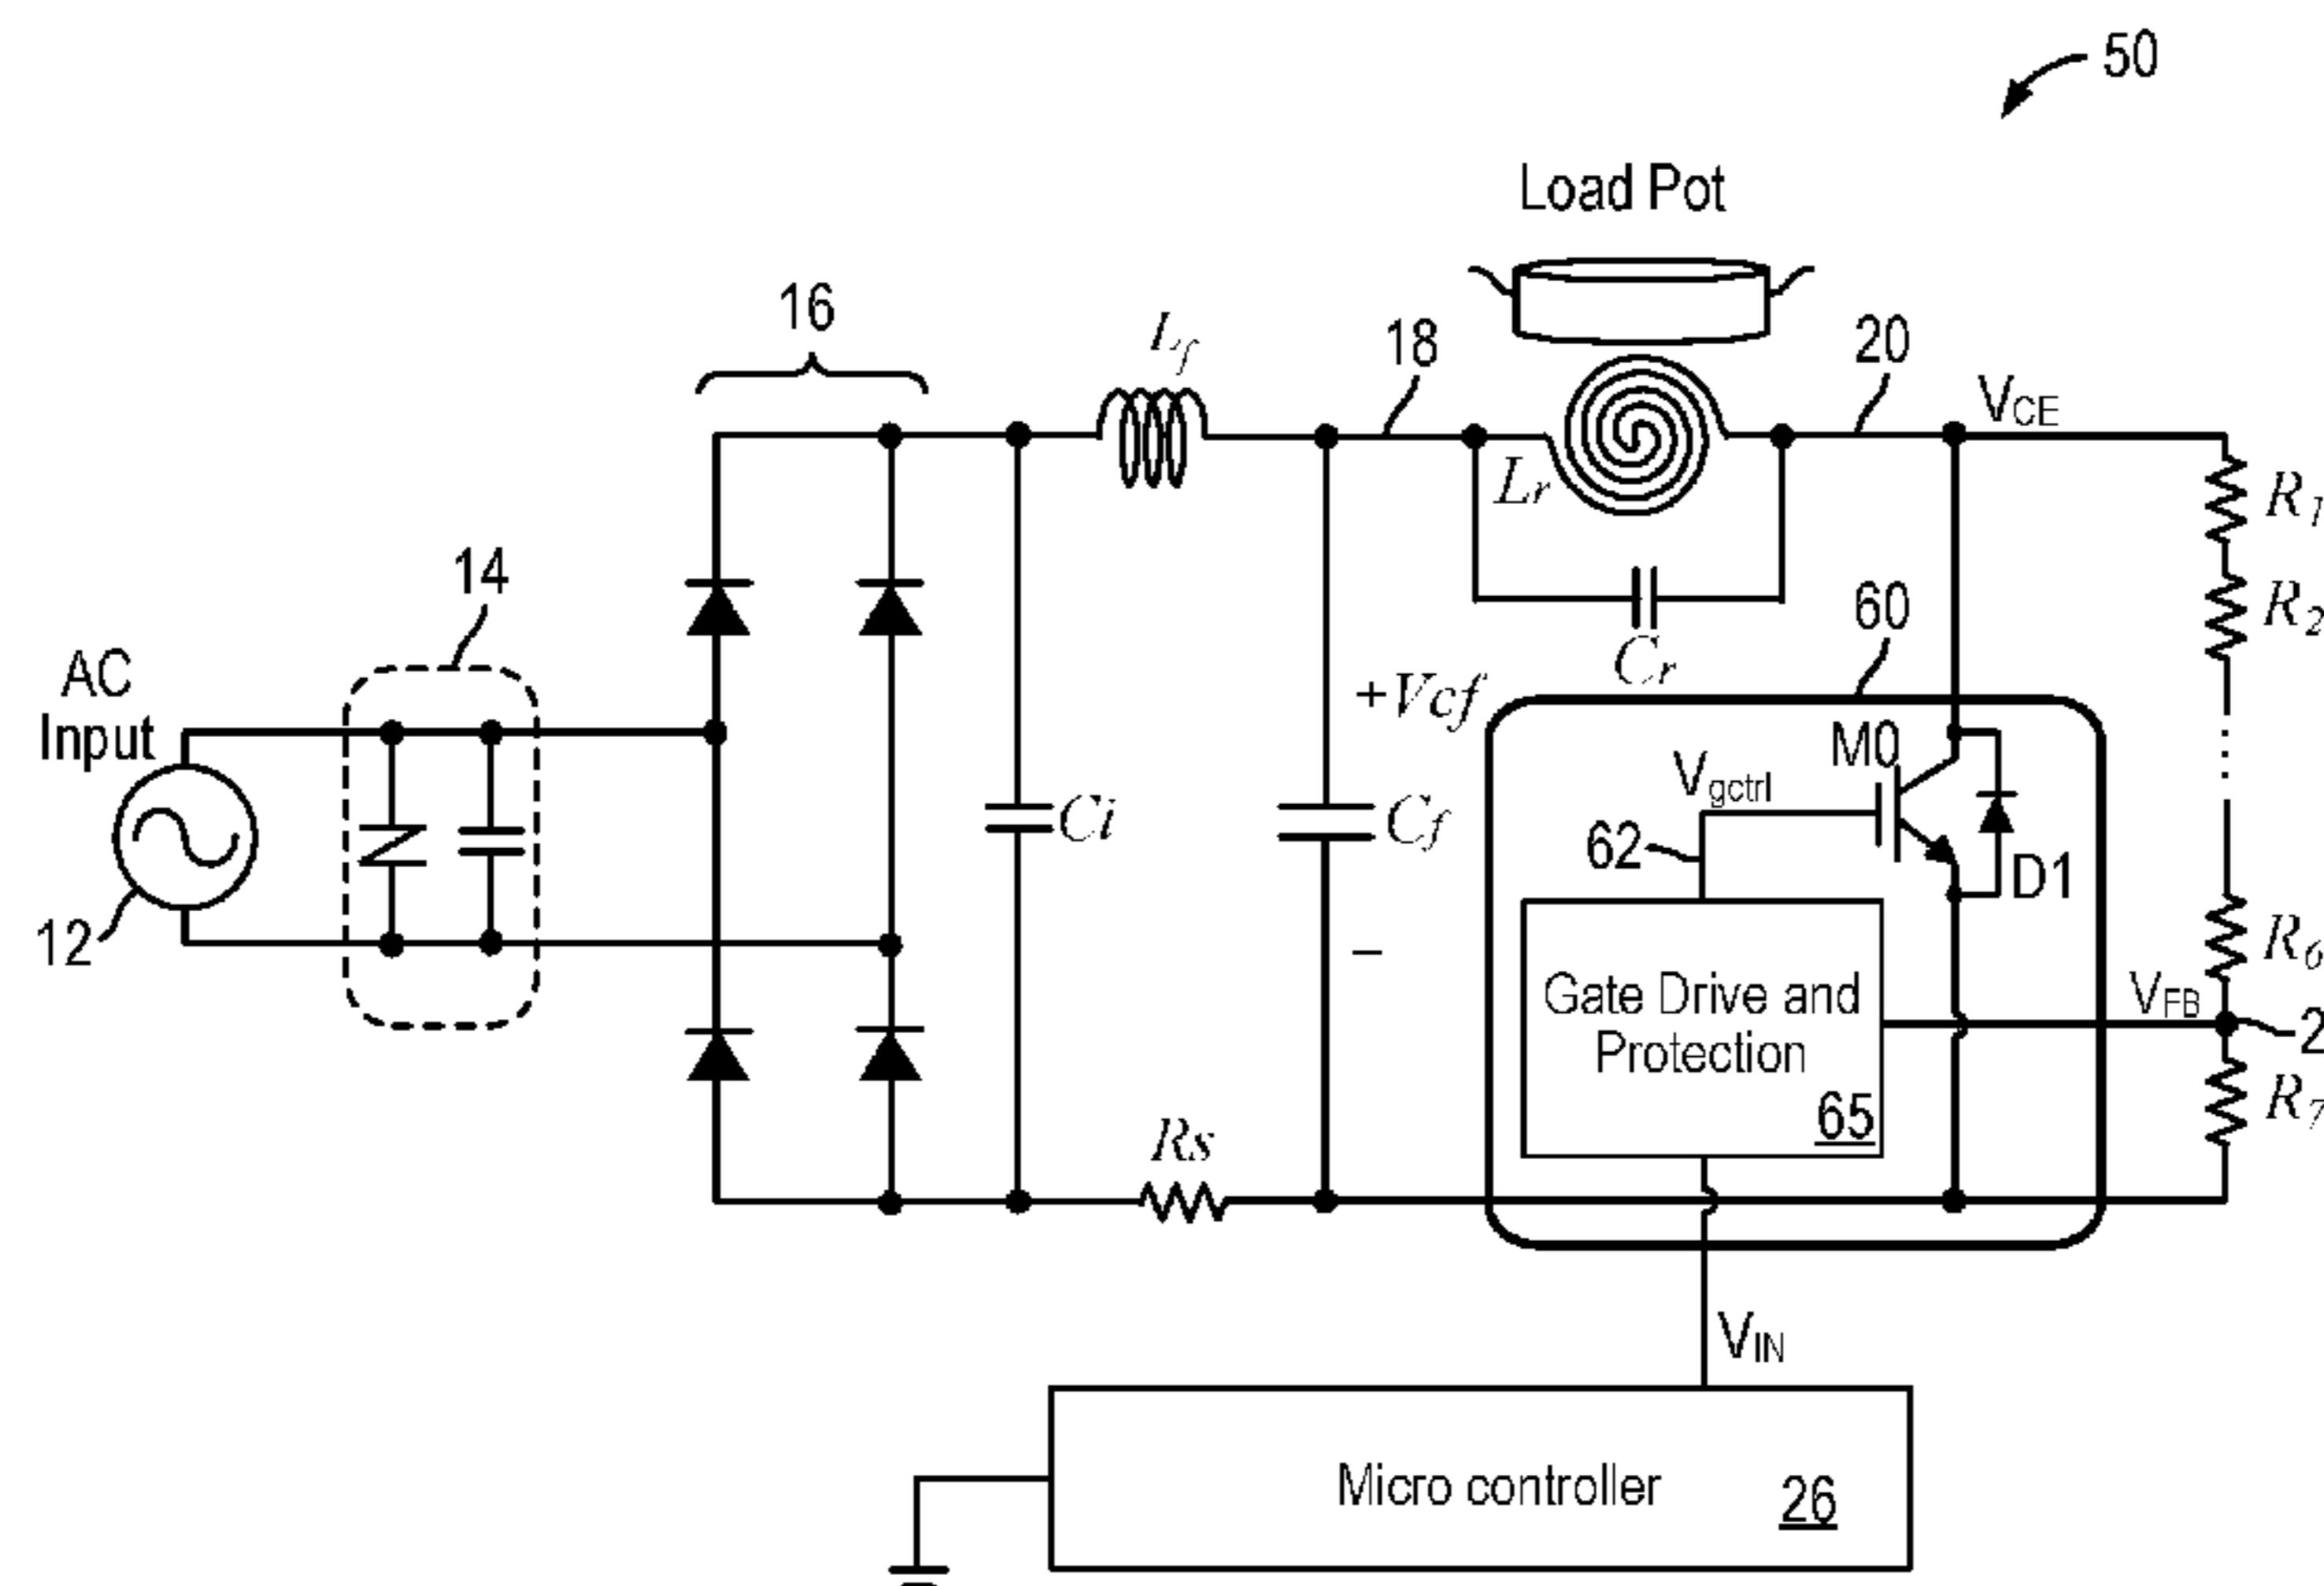 50
Load Pot
16
Lf
18
20
VCE
R1
Lr
14
R2
60
AC
Input
Cr
+Vcf
M0
Vgctrl
Ci
Cf
62
D1
12
R6
Gate Drive and
Protection
VFB
2
65
R7
Rs
–
VIN
Micro controller
26